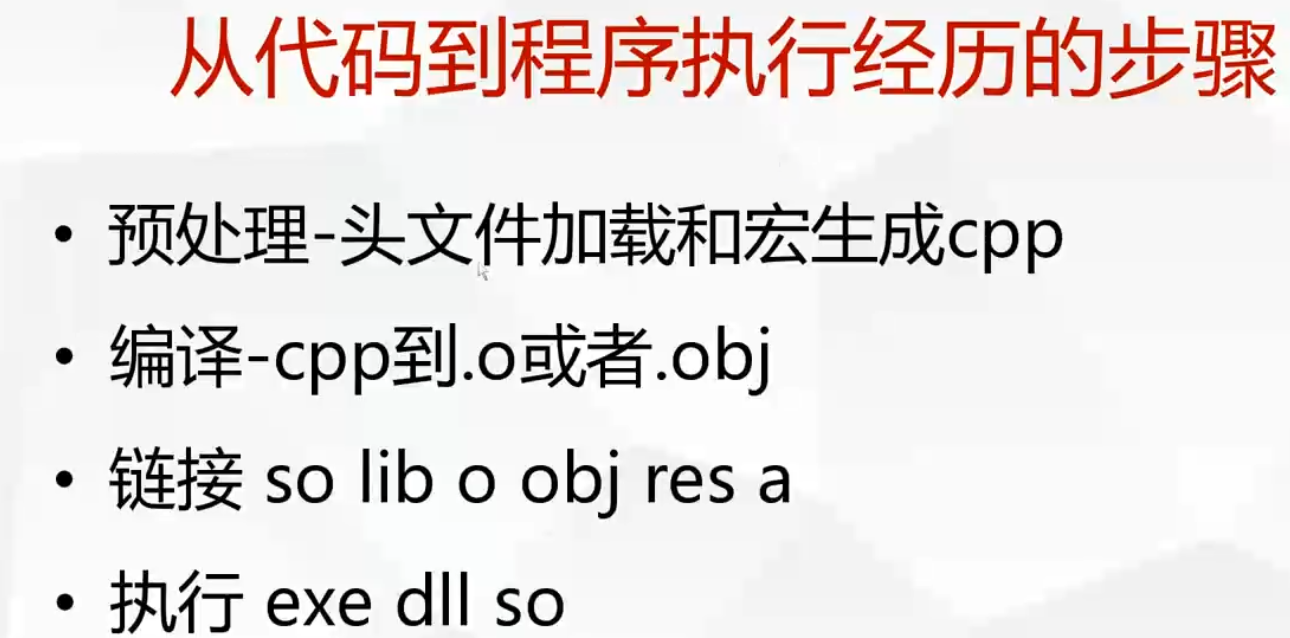 从代码到程序执行经历的步骤
• 预处理-头文件加载和宏生成cpp
• 编译-cpp到.o或者.obj
• 链接 so lib o obj res a
• 执行 exe dll so